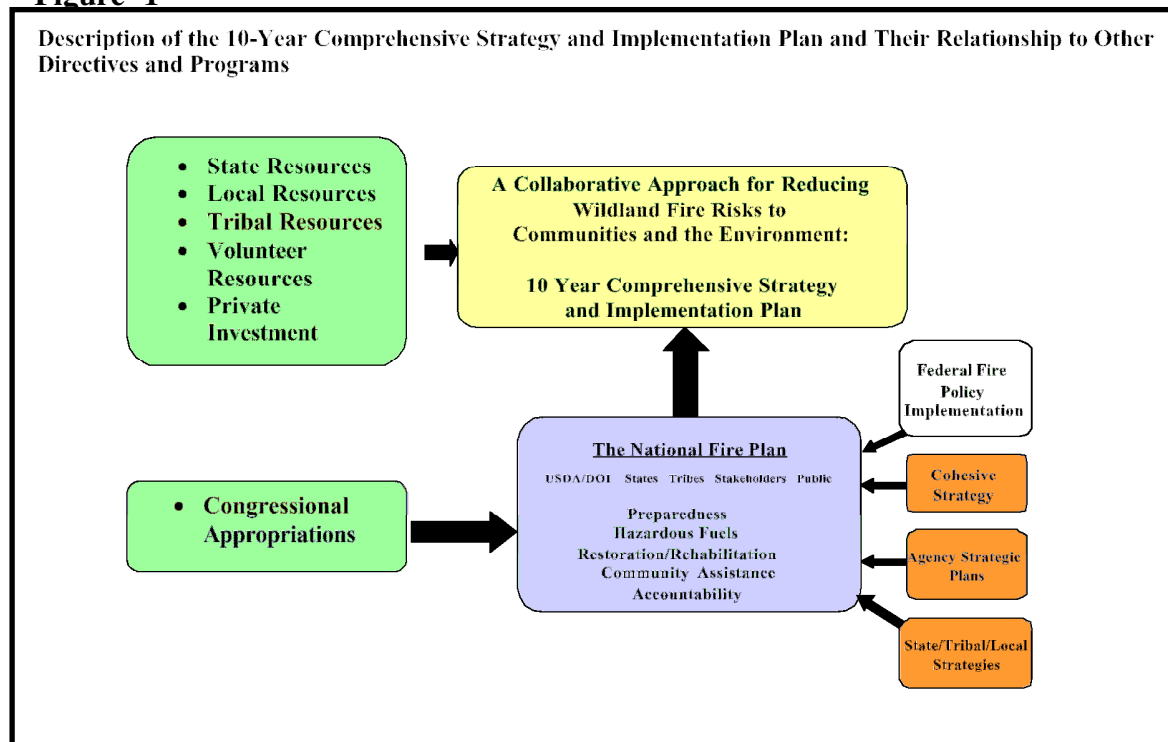 Figure 1
Description of the 10-Year Comprehensive Strategy and Implementation Plan and Their Relationship to Other
Directives and Programs
• State Resources
• Local Resources
• Tribal Resources
• Volunteer
Resources
• Private
Investment
A Collaborative Approach for Reducing
Wildland Fire Risks to
Communities and the Environment:
10 Year Comprehensive Strategy
and Implementation Plan
Federal Fire
Policy
Implementation
The National Fire Plan
USDA/DOI States Tribes Stakeholders Public
Preparedness
Hazardous Fuels
Restoration/Rehabilitation
Community Assistance
Accountability
• Congressional
Appropriations
Cohesive
Strategy
Agency Strategic
Plans
State/Tribal/Local
Strategies